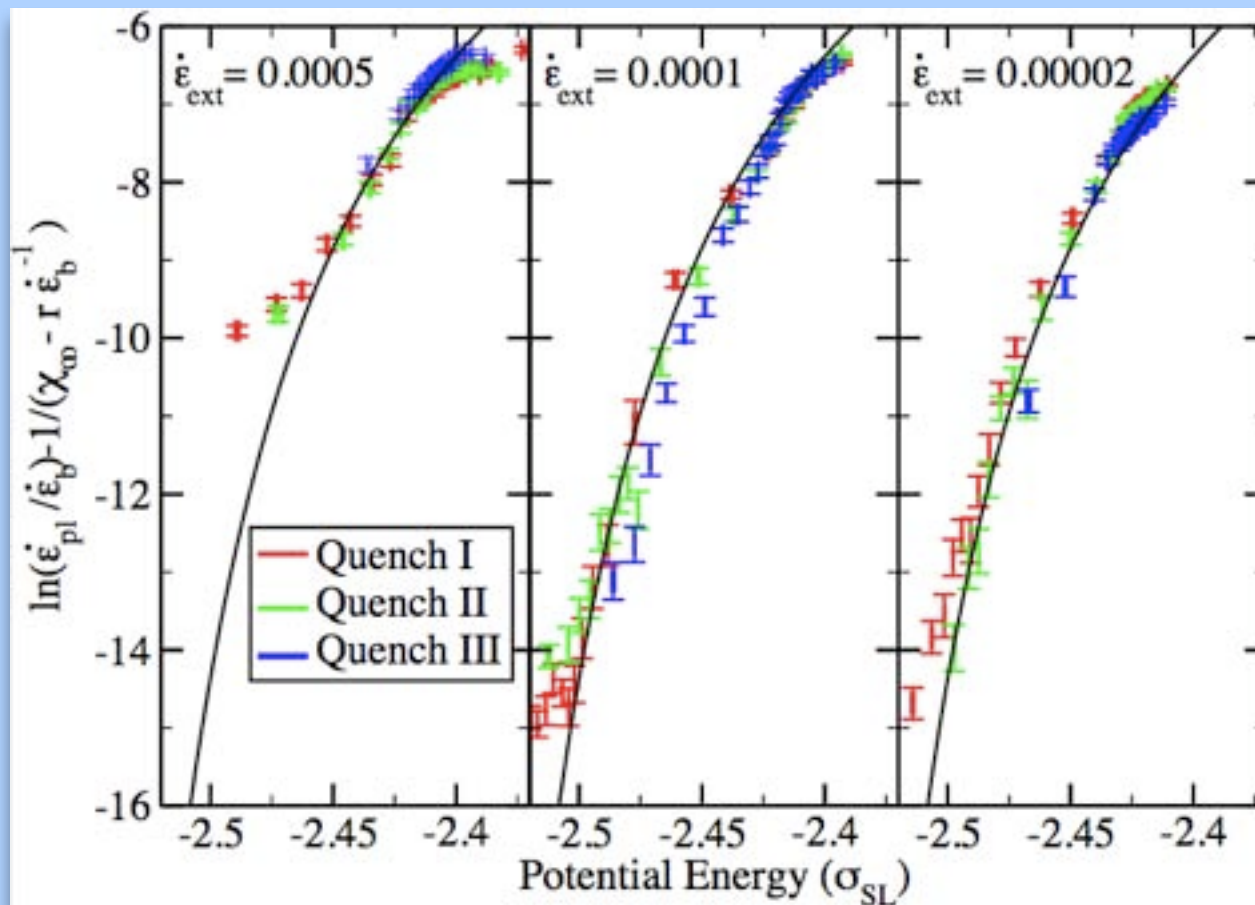 ε̇ext = 0.0005
ε̇ext = 0.0001
ε̇ext = 0.00002
ln(ε̇pl/ε̇b)-1/(χ∞ - r ε̇b⁻¹)
-6
-8
-10
-12
-14
-16
Quench I
Quench II
Quench III
-2.5 -2.45 -2.4 -2.5 -2.45 -2.4 -2.5 -2.45 -2.4
Potential Energy (σSL)